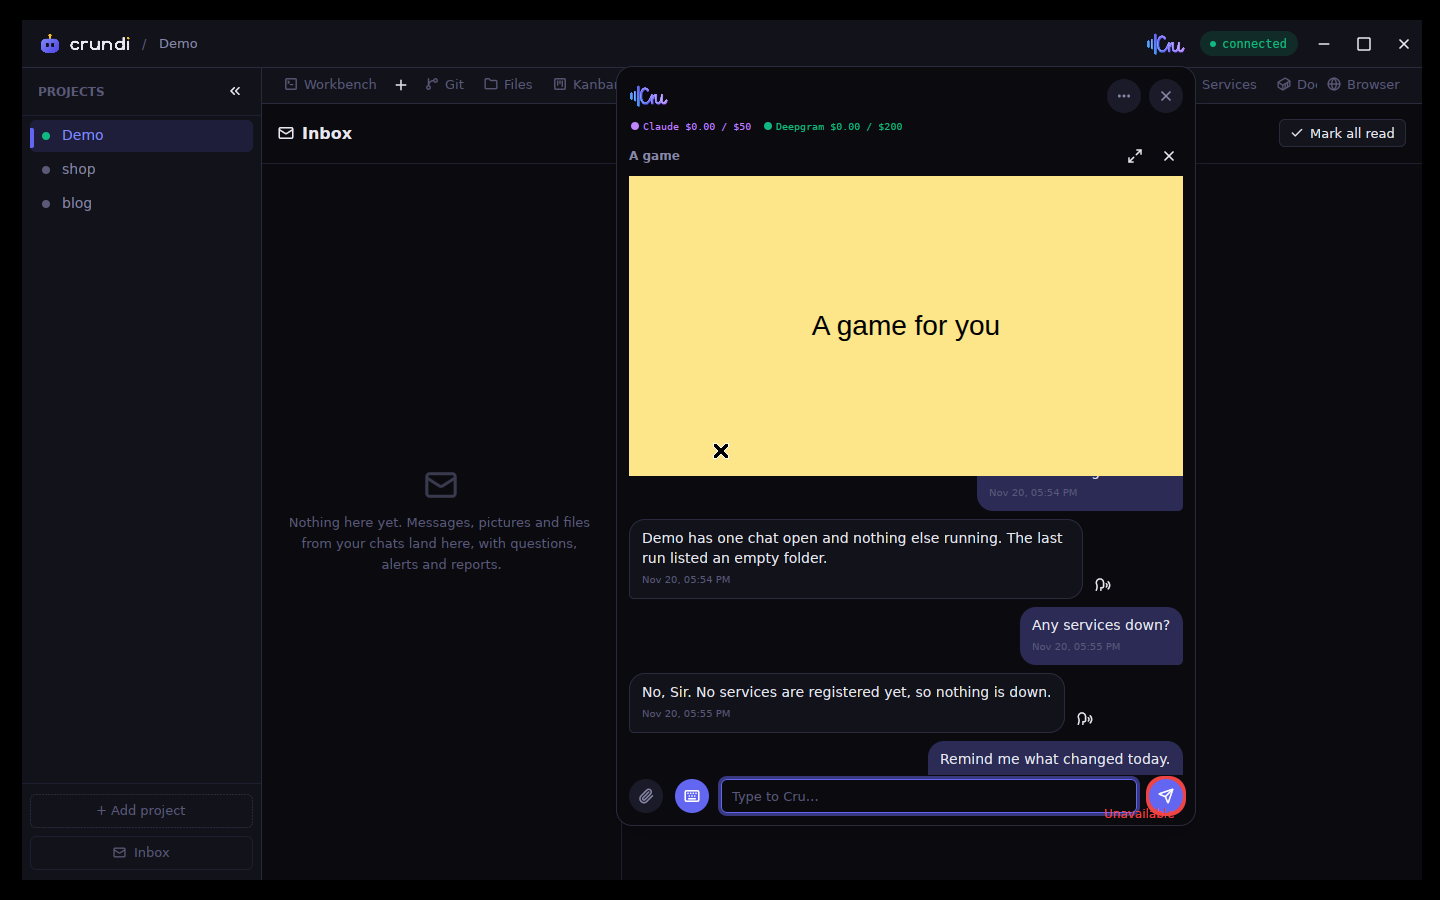 crundi / Demo
Cru
connected
PROJECTS
Demo
shop
blog
+ Add project
Inbox
Workbench
Git
Files
Services
Browser
Inbox
Mark all read
Nothing here yet. Messages, pictures and files
from your chats land here, with questions,
alerts and reports.
Cru
Claude $0.00 / $50
Deepgram $0.00 / $200
A game
A game for you
Nov 20, 05:54 PM
Demo has one chat open and nothing else running. The last
run listed an empty folder.
Nov 20, 05:54 PM
Any services down?
Nov 20, 05:55 PM
No, Sir. No services are registered yet, so nothing is down.
Nov 20, 05:55 PM
Remind me what changed today.
Type to Cru...
Unavailable